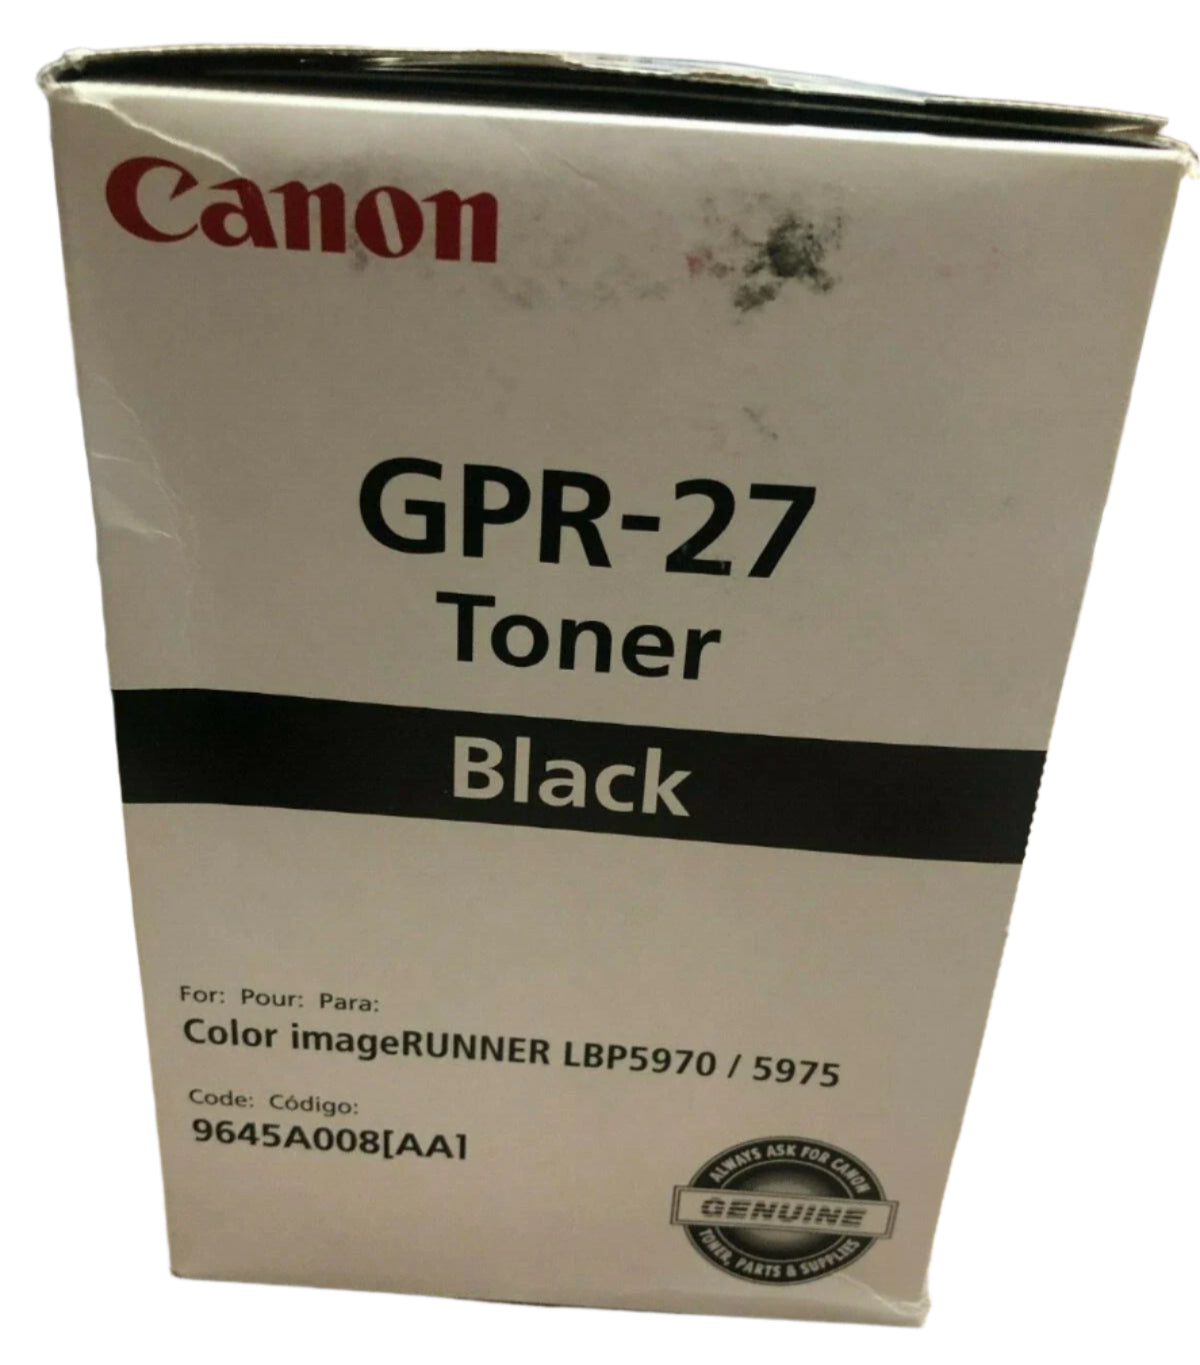 Canon
GPR-27
Toner
Black
For: Pour: Para:
Color imageRUNNER LBP5970 / 5975
Code: Código:
9645A008[AA]
ALWAYS ASK FOR CANON
GENUINE
TONER, PARTS & SUPPLIES